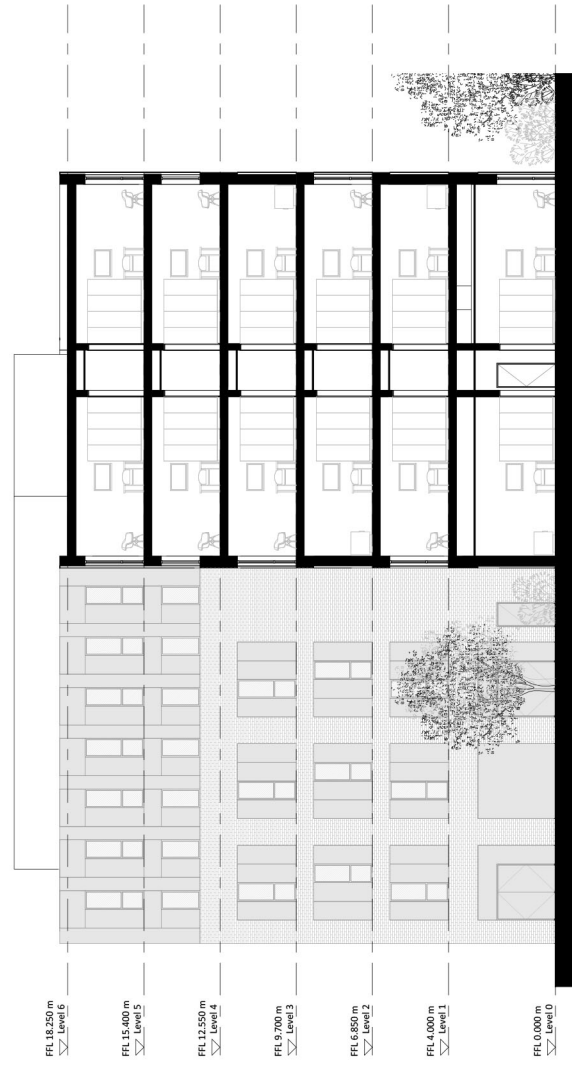 FFL 18.250 m
Level 6
FFL 15.400 m
Level 5
FFL 12.550 m
Level 4
FFL 9.700 m
Level 3
FFL 6.850 m
Level 2
FFL 4.000 m
Level 1
FFL 0.000 m
Level 0